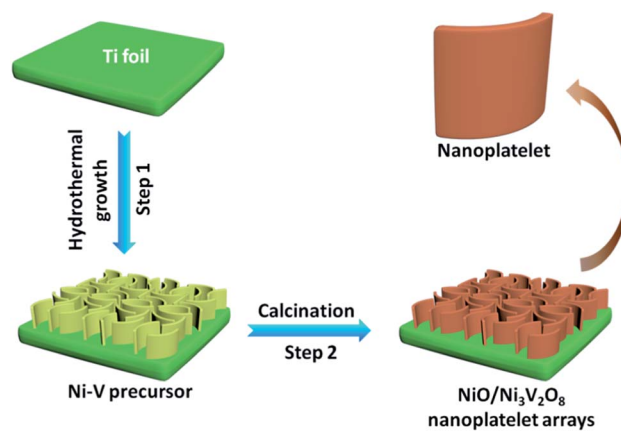 Ti foil
Hydrothermal
growth
Step 1
Nanoplatelet
Ni-V precursor
Calcination
Step 2
NiO/Ni₃V₂O₈
nanoplatelet arrays